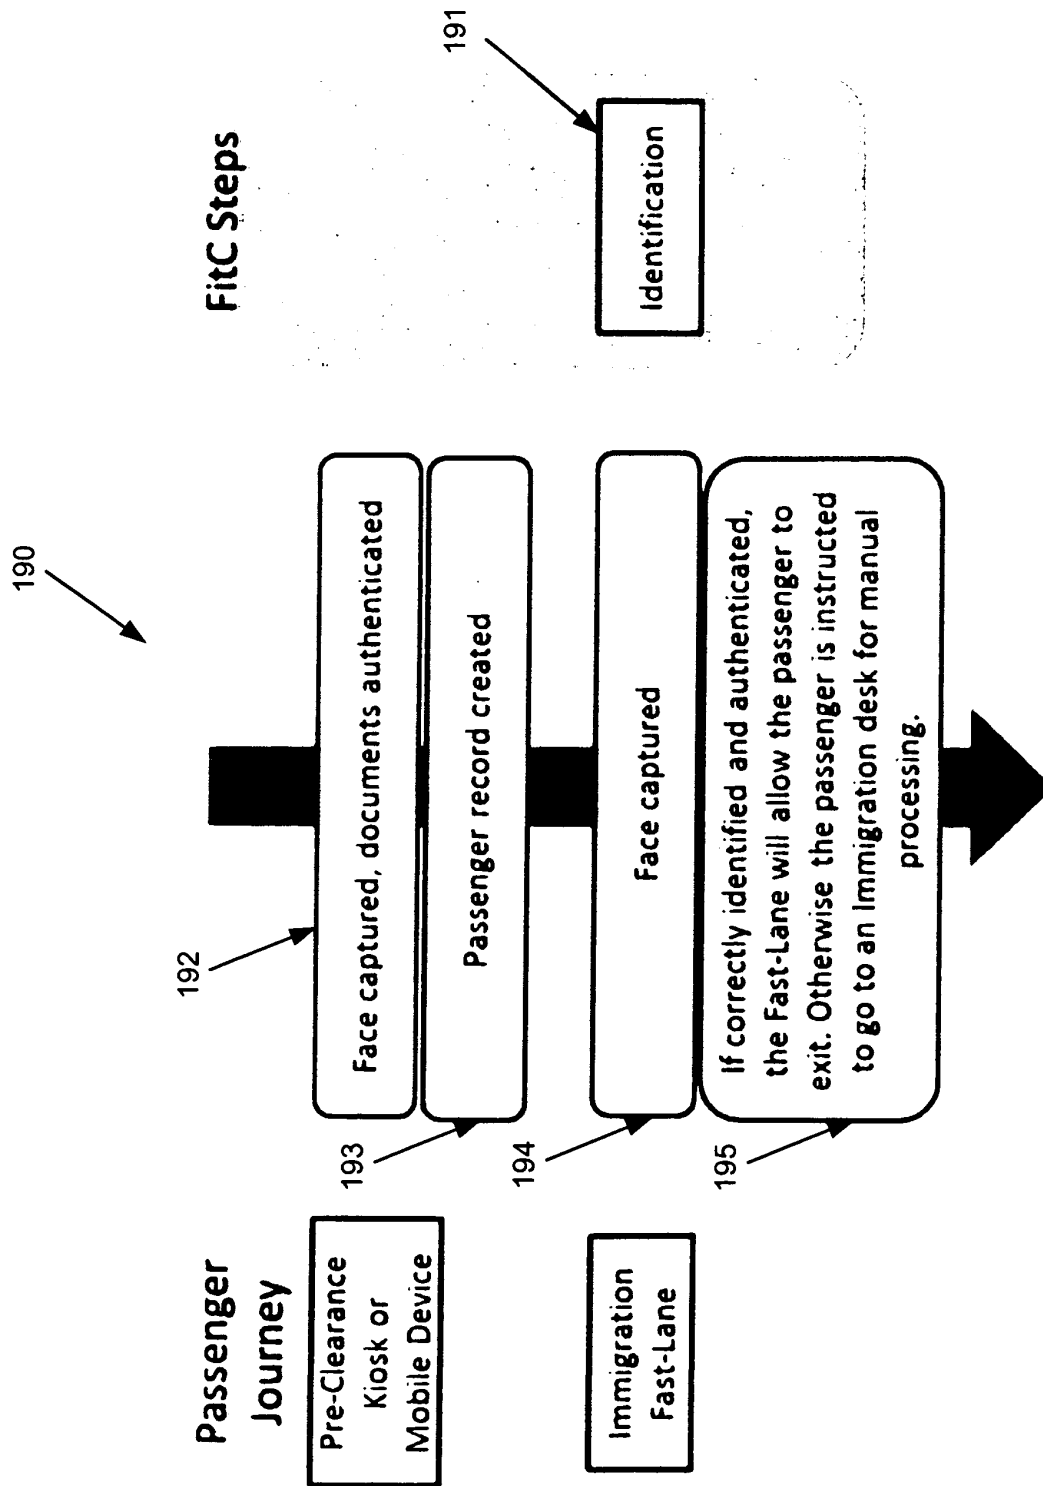 190
Passenger
Journey
FitC Steps
Pre-Clearance
Kiosk or
Mobile Device
192
Face captured, documents authenticated
193
Passenger record created
Immigration
Fast-Lane
194
Face captured
191
Identification
195
If correctly identified and authenticated,
the Fast-Lane will allow the passenger to
exit. Otherwise the passenger is instructed
to go to an Immigration desk for manual
processing.